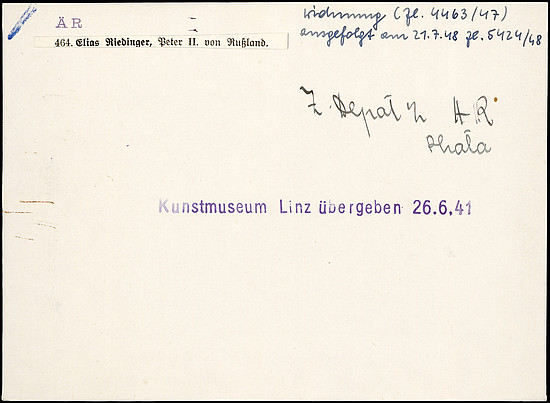 ÄR
464. Elias Riedinger, Peter II. von Rußland.
Widmung (Zl. 4463/47)
ausgefolgt am 21.7.48 Zl. 5424/48
Z. Depot
AR
Kunstmuseum Linz übergeben 26.6.41